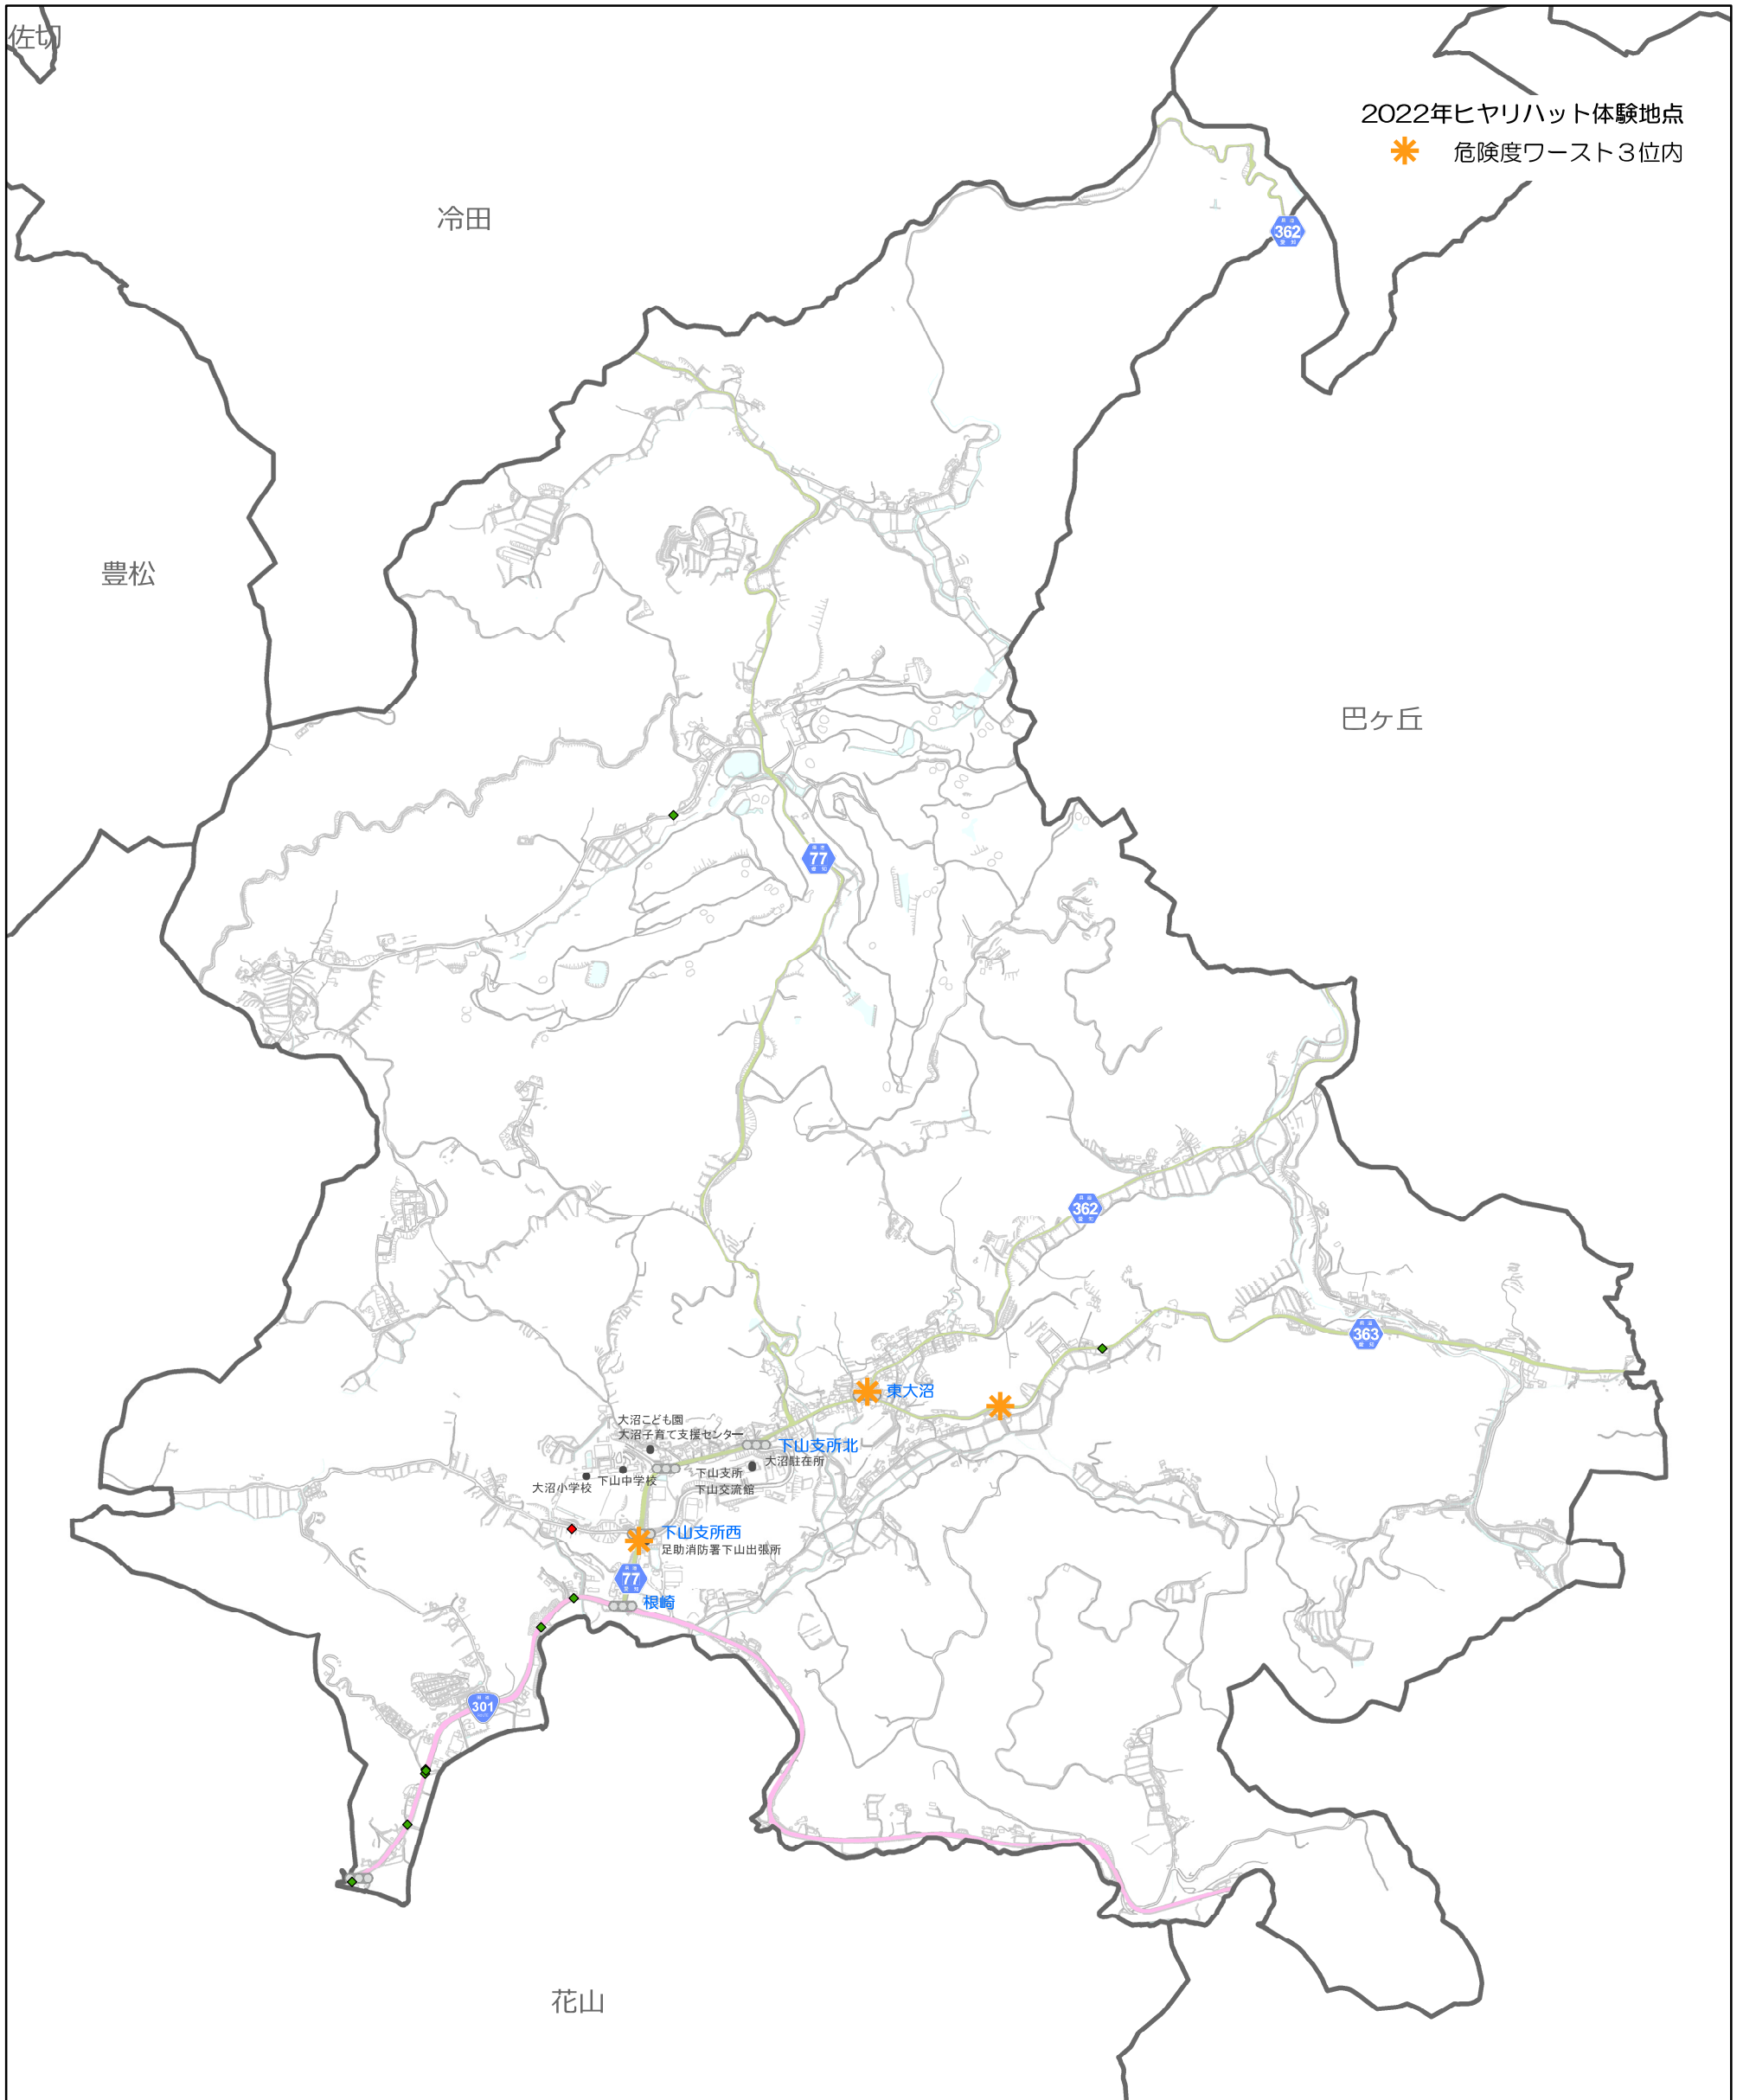 佐切
2022年ヒヤリハット体験地点
危険度ワースト３位内
冷田
362
豊松
巴ヶ丘
77
362
363
東大沼
大沼こども園
大沼子育て支援センター
下山支所北
大沼駐在所
下山支所
下山中学校
大沼小学校
下山交流館
下山支所西
足助消防署下山出張所
77
根崎
301
花山